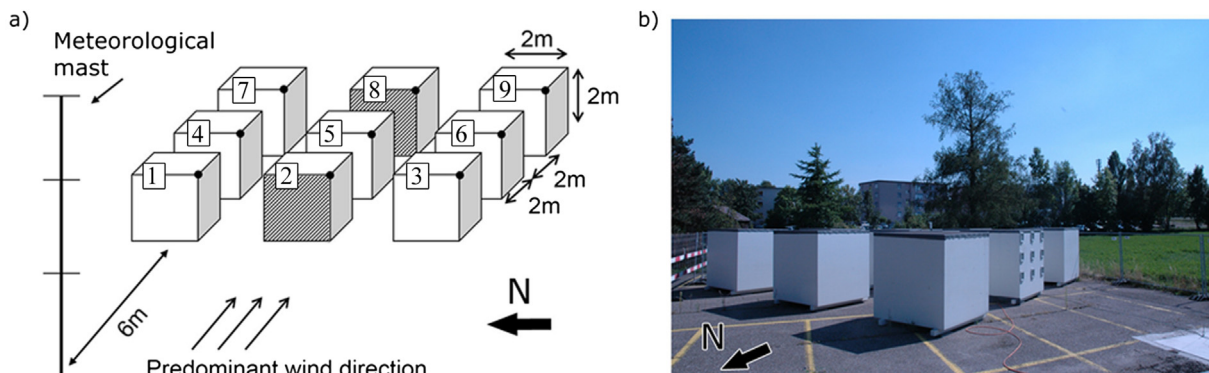 a)
Meteorological
mast
2m
7
8
9
2m
4
5
6
1
2
3
2m
2m
6m
N
Predominant wind direction
b)
N